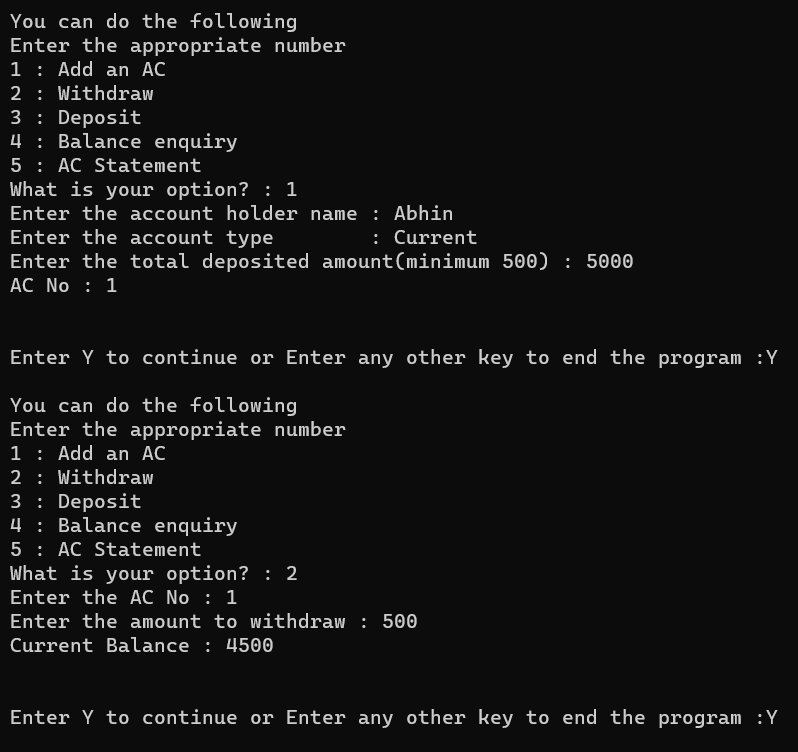 You can do the following
Enter the appropriate number
1 : Add an AC
2 : Withdraw
3 : Deposit
4 : Balance enquiry
5 : AC Statement
What is your option? : 1
Enter the account holder name : Abhin
Enter the account type        : Current
Enter the total deposited amount(minimum 500) : 5000
AC No : 1
Enter Y to continue or Enter any other key to end the program :Y
You can do the following
Enter the appropriate number
1 : Add an AC
2 : Withdraw
3 : Deposit
4 : Balance enquiry
5 : AC Statement
What is your option? : 2
Enter the AC No : 1
Enter the amount to withdraw : 500
Current Balance : 4500
Enter Y to continue or Enter any other key to end the program :Y